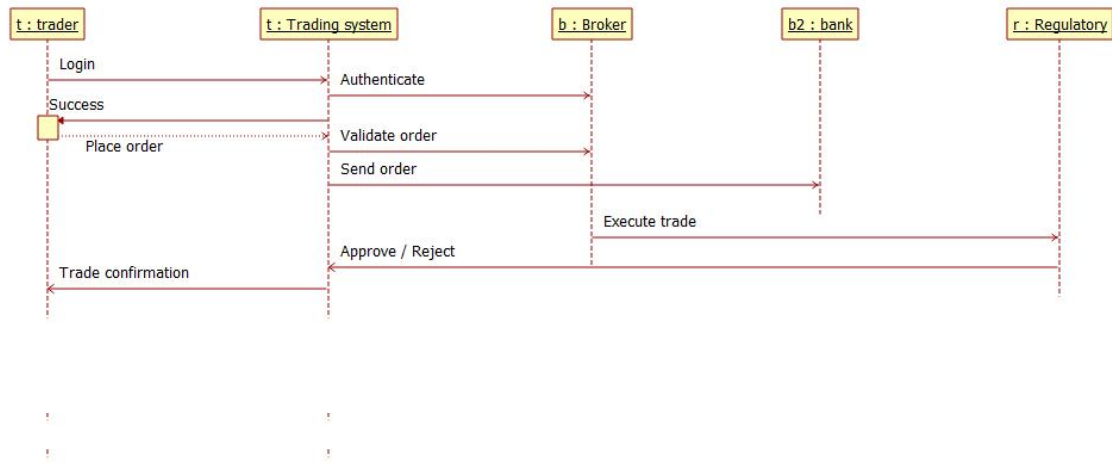 t : trader
t : Trading system
b : Broker
b2 : bank
r : Regulatory
Login
Authenticate
Success
Place order
Validate order
Send order
Execute trade
Approve / Reject
Trade confirmation